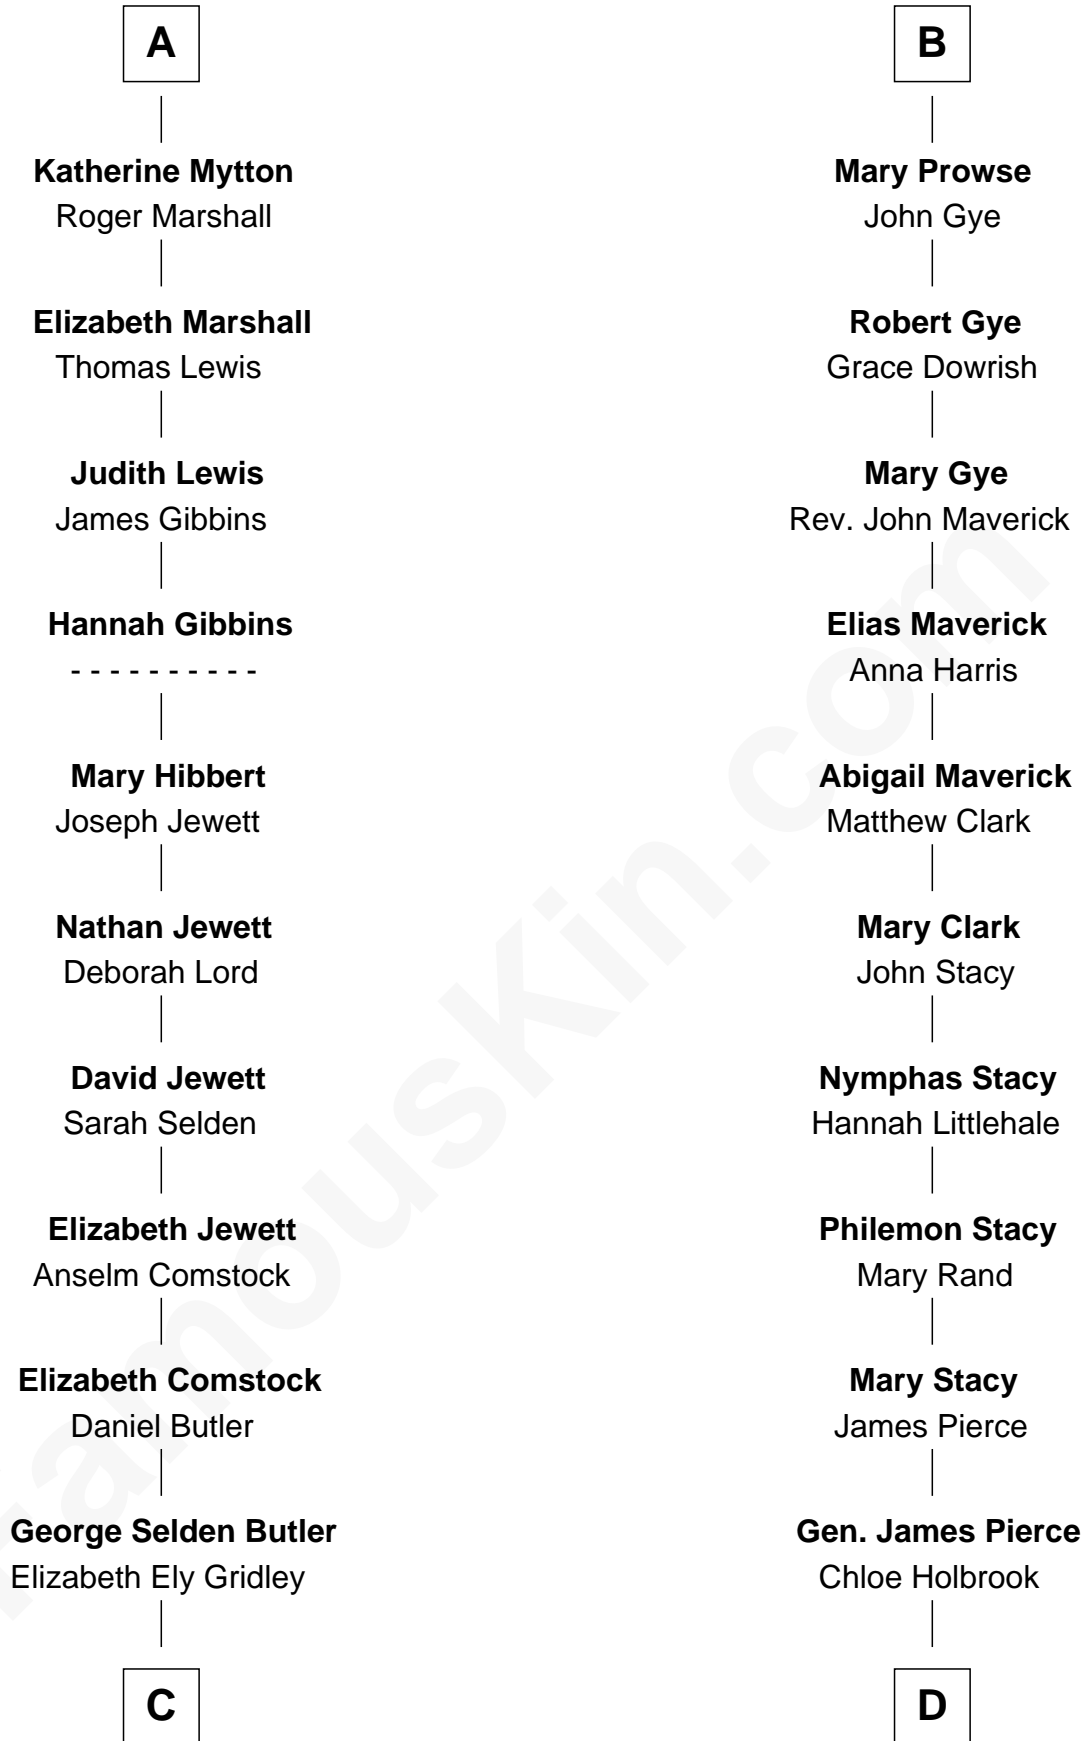 A
Katherine Mytton
Roger Marshall
Elizabeth Marshall
Thomas Lewis
Judith Lewis
James Gibbins
Hannah Gibbins
- - - - - - - - - -
Mary Hibbert
Joseph Jewett
Nathan Jewett
Deborah Lord
David Jewett
Sarah Selden
Elizabeth Jewett
Anselm Comstock
Elizabeth Comstock
Daniel Butler
George Selden Butler
Elizabeth Ely Gridley
C
B
Mary Prowse
John Gye
Robert Gye
Grace Dowrish
Mary Gye
Rev. John Maverick
Elias Maverick
Anna Harris
Abigail Maverick
Matthew Clark
Mary Clark
John Stacy
Nymphas Stacy
Hannah Littlehale
Philemon Stacy
Mary Rand
Mary Stacy
James Pierce
Gen. James Pierce
Chloe Holbrook
D
FamousKin.com